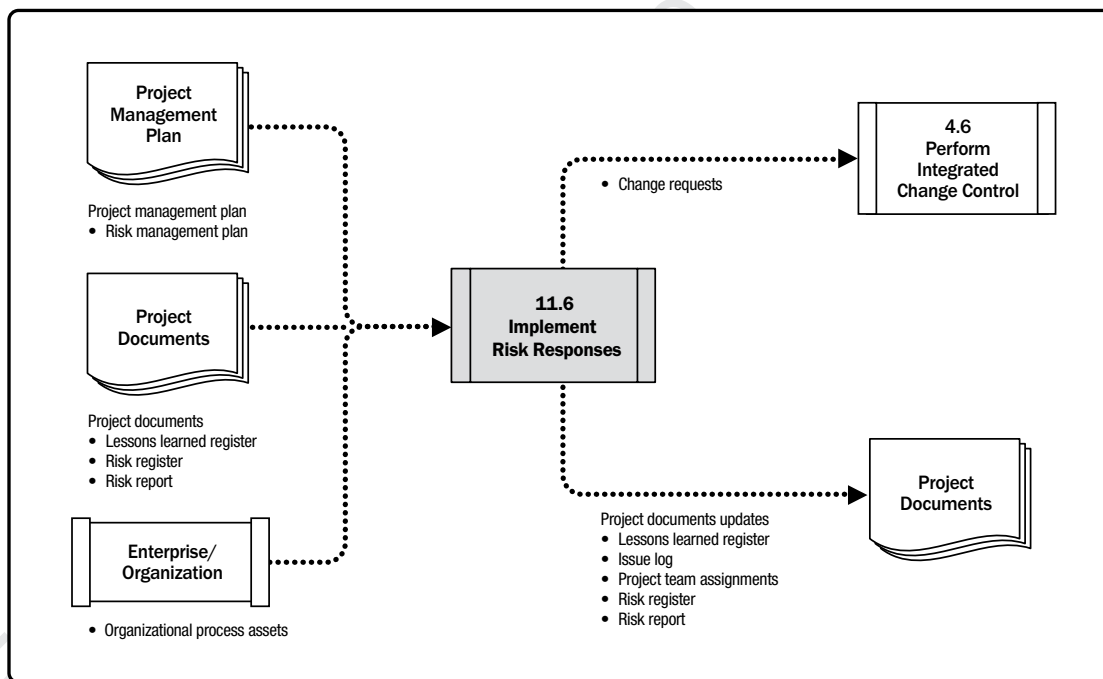 Project
Management
Plan
Project management plan
• Risk management plan
Project
Documents
Project documents
• Lessons learned register
• Risk register
• Risk report
Enterprise/
Organization
• Organizational process assets
11.6
Implement
Risk Responses
• Change requests
4.6
Perform
Integrated
Change Control
Project documents updates
• Lessons learned register
• Issue log
• Project team assignments
• Risk register
• Risk report
Project
Documents